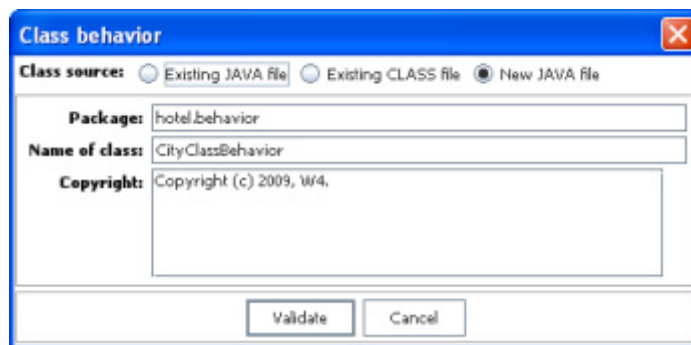 Class behavior
Class source: Existing JAVA file Existing CLASS file New JAVA file
Package: hotel.behavior
Name of class: CityClassBehavior
Copyright: Copyright (c) 2009, W4.
Validate Cancel